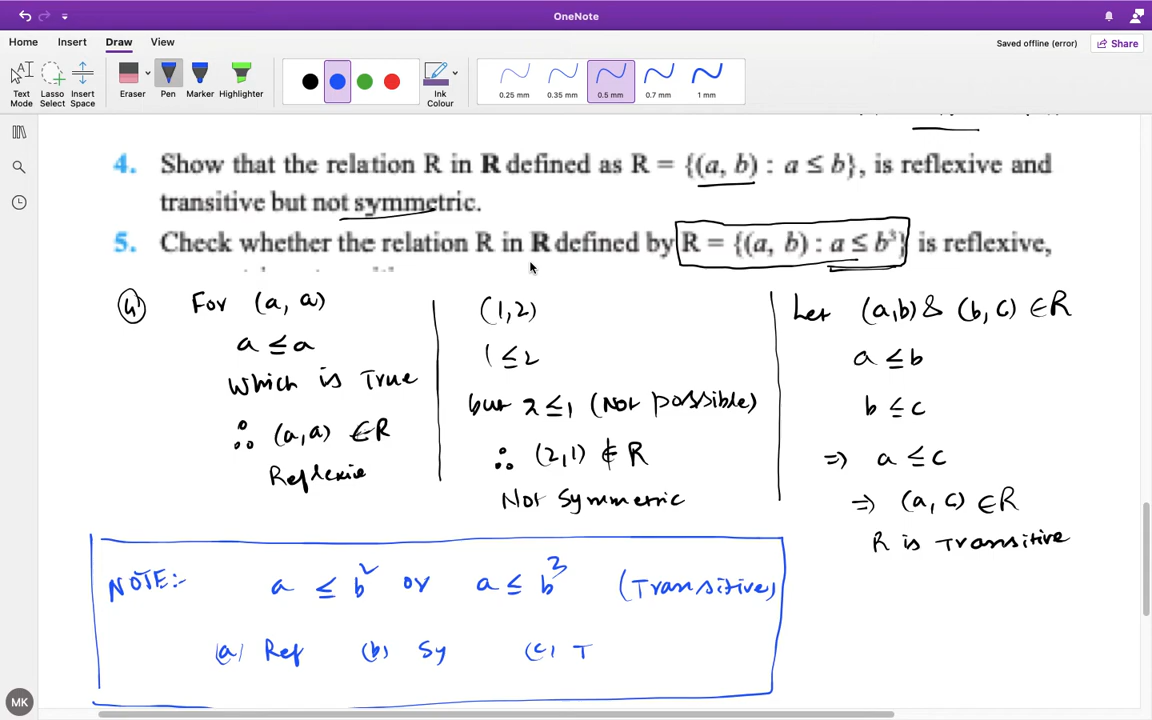 OneNote
Home Insert Draw View
Saved offline (error) Share
Text Mode Lasso Select Insert Space Eraser Pen Marker Highlighter Ink Colour 0.25 mm 0.35 mm 0.5 mm 0.7 mm 1 mm
4. Show that the relation R in R defined as R = {(a, b) : a ≤ b}, is reflexive and
transitive but not symmetric.
5. Check whether the relation R in R defined by R = {(a, b) : a ≤ b³} is reflexive,
(4) For (a, a)
a ≤ a
Which is True
∴ (a,a) ∈ R
Reflexie
(1,2)
1 ≤ 2
but 2 ≤ 1 (Not possible)
∴ (2,1) ∉ R
Not Symmetric
Let (a,b) & (b,c) ∈ R
a ≤ b
b ≤ c
⇒ a ≤ c
⇒ (a, c) ∈ R
R is Transitive
NOTE:- a ≤ b² or a ≤ b³ (Transitive)
(a) Ref (b) Sy (c) T
MK